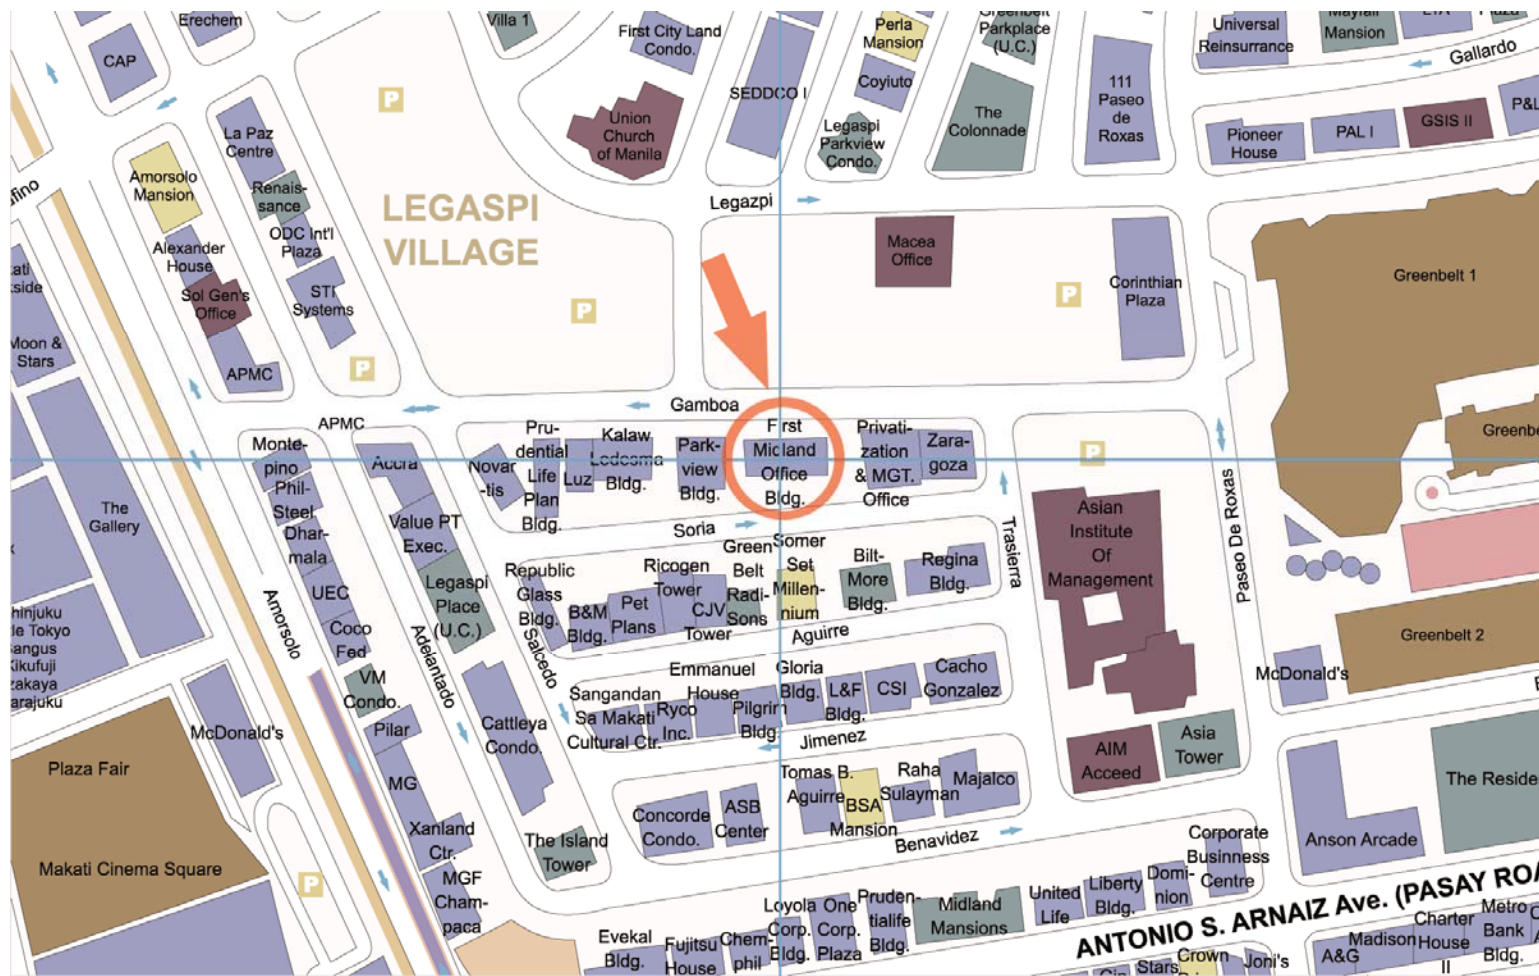 Erechem
CAP
Villa 1
First City Land
Condo.
SEDDCO I
Perla
Mansion
Coyiuto
Greenbelt
Parkplace
(U.C.)
111
Paseo
de
Roxas
Universal
Reinsurrance
Mayfair
Mansion
Plaza
Gallardo
La Paz
Centre
Union
Church
of Manila
Legaspi
Parkview
Condo.
The
Colonnade
Pioneer
House
PAL I
GSIS II
P&L
Amorsolo
Mansion
Renais-
sance
P
LEGASPI
VILLAGE
Legazpi
Alexander
House
ODC Int'l
Plaza
Macea
Office
Corinthian
Plaza
Greenbelt 1
Sol Gen's
Office
STI
Systems
P
P
Moon &
Stars
APMC
P
Gamboa
APMC
Monte-
pino
Phil-
Steel
Dhar-
mala
UEC
Coco
Fed
VM
Condo.
Pilar
MG
Xanland
Ctr.
MGF
Cham-
paca
Accra
Value PT
Exec.
Legaspi
Place
(U.C.)
Cattleya
Condo.
The Island
Tower
Novar
-tis
Pru-
dential
Life
Plan
Bldg.
Luz
Kalaw
Ledesma
Bldg.
Park-
view
Bldg.
First
Midland
Office
Bldg.
Privati-
zation
& MGT.
Office
Zara-
goza
P
Soria
Trasierra
Paseo De Roxas
Asian
Institute
Of
Management
The
Gallery
Amorsolo
Adelantado
Salcedo
Republic
Glass
Bldg.
B&M
Bldg.
Pet
Plans
Ricogen
Tower
CJV
Tower
Green
Belt
Radi-
Sons
Somer
Set
Millen-
nium
Bilt-
More
Bldg.
Regina
Bldg.
Aguirre
Sangandan
Sa Makati
Cultural Ctr.
Emmanuel
House
Ryco
Inc.
Pilgrim
Bldg.
Gloria
Bldg.
L&F
Bldg.
CSI
Cacho
Gonzalez
Jimenez
Greenbelt 2
McDonald's
AIM
Acceed
Asia
Tower
McDonald's
Plaza Fair
Makati Cinema Square
P
Concorde
Condo.
ASB
Center
Tomas B.
Aguirre
BSA
Mansion
Raha
Sulayman
Majalco
Benavidez
Corporate
Businness
Centre
Anson Arcade
The Reside
Evekal
Bldg.
Fujitsu
House
Chem-
phil
Loyola
Corp.
Bldg.
One
Corp.
Plaza
Pruden-
tialife
Bldg.
Midland
Mansions
United
Life
Liberty
Bldg.
Domi-
nion
ANTONIO S. ARNAIZ Ave. (PASAY ROA
Stars
Crown
Joni's
A&G
Madison
Charter
House
II
Metro
Bank
Bldg.